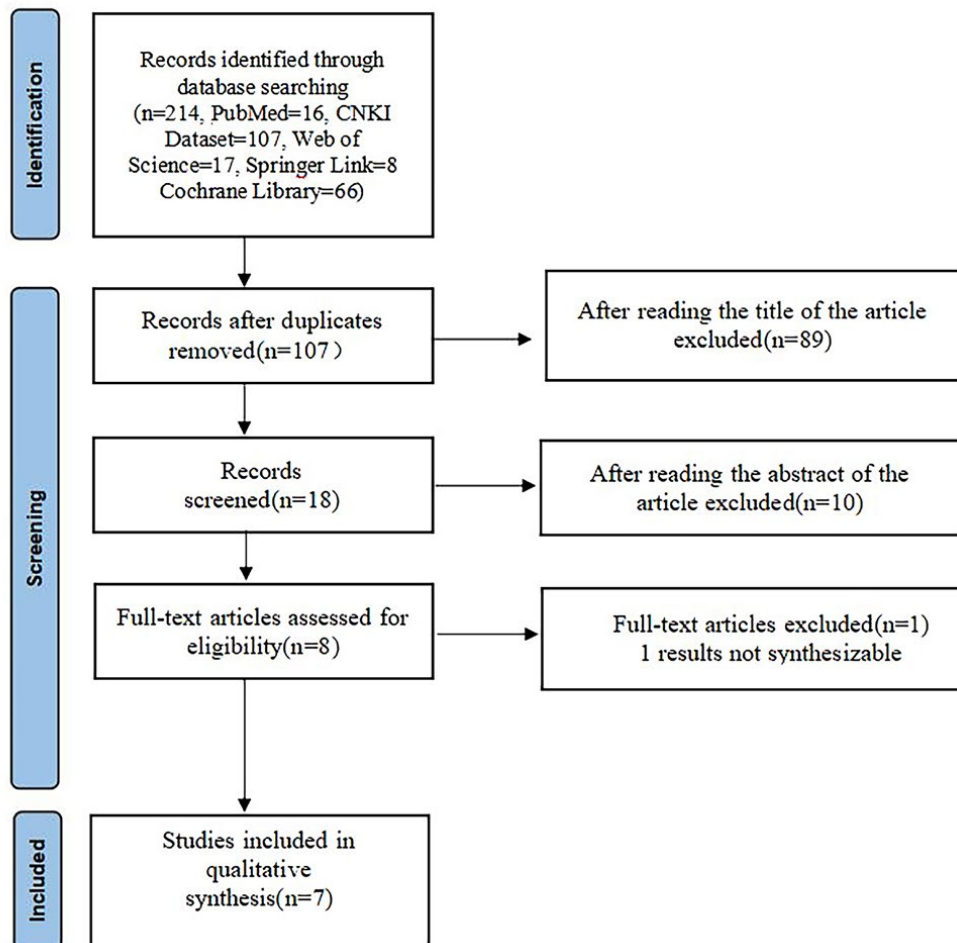 Identification
Records identified through
database searching
(n=214, PubMed=16, CNKI
Dataset=107, Web of
Science=17, Springer Link=8
Cochrane Library=66)
Screening
Records after duplicates
removed(n=107)
After reading the title of the article
excluded(n=89)
Records
screened(n=18)
After reading the abstract of the
article excluded(n=10)
Full-text articles assessed for
eligibility(n=8)
Full-text articles excluded(n=1)
1 results not synthesizable
Included
Studies included in
qualitative
synthesis(n=7)